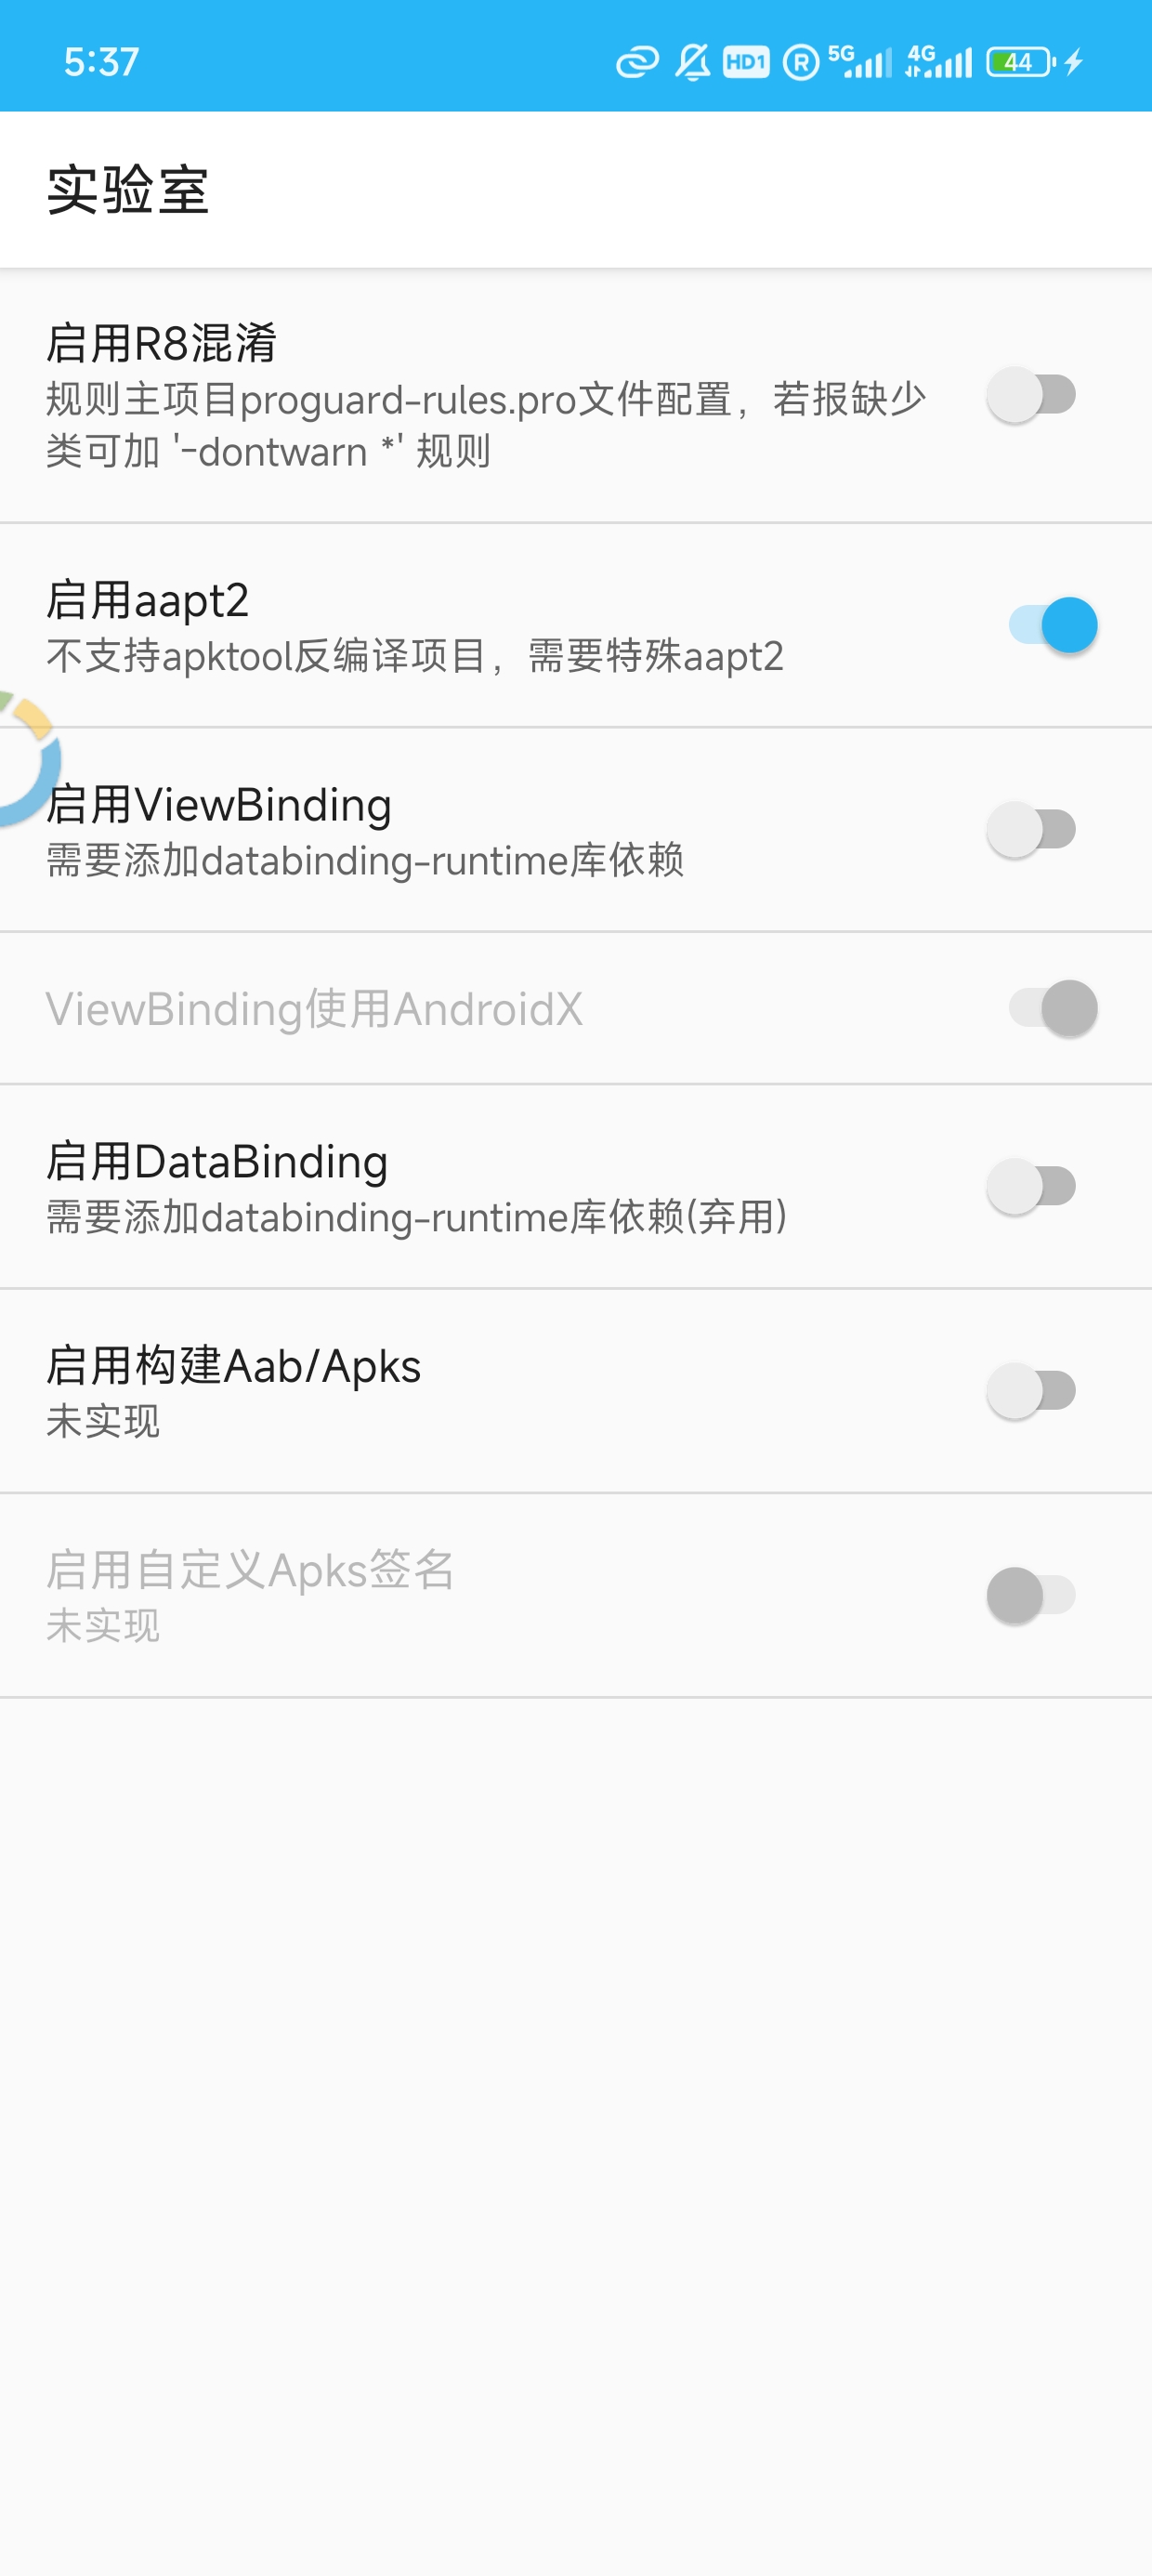 5:37
HD1 R 5G 4G 44
实验室
启用R8混淆
规则主项目proguard-rules.pro文件配置，若报缺少
类可加 '-dontwarn *' 规则
启用aapt2
不支持apktool反编译项目，需要特殊aapt2
启用ViewBinding
需要添加databinding-runtime库依赖
ViewBinding使用AndroidX
启用DataBinding
需要添加databinding-runtime库依赖(弃用)
启用构建Aab/Apks
未实现
启用自定义Apks签名
未实现